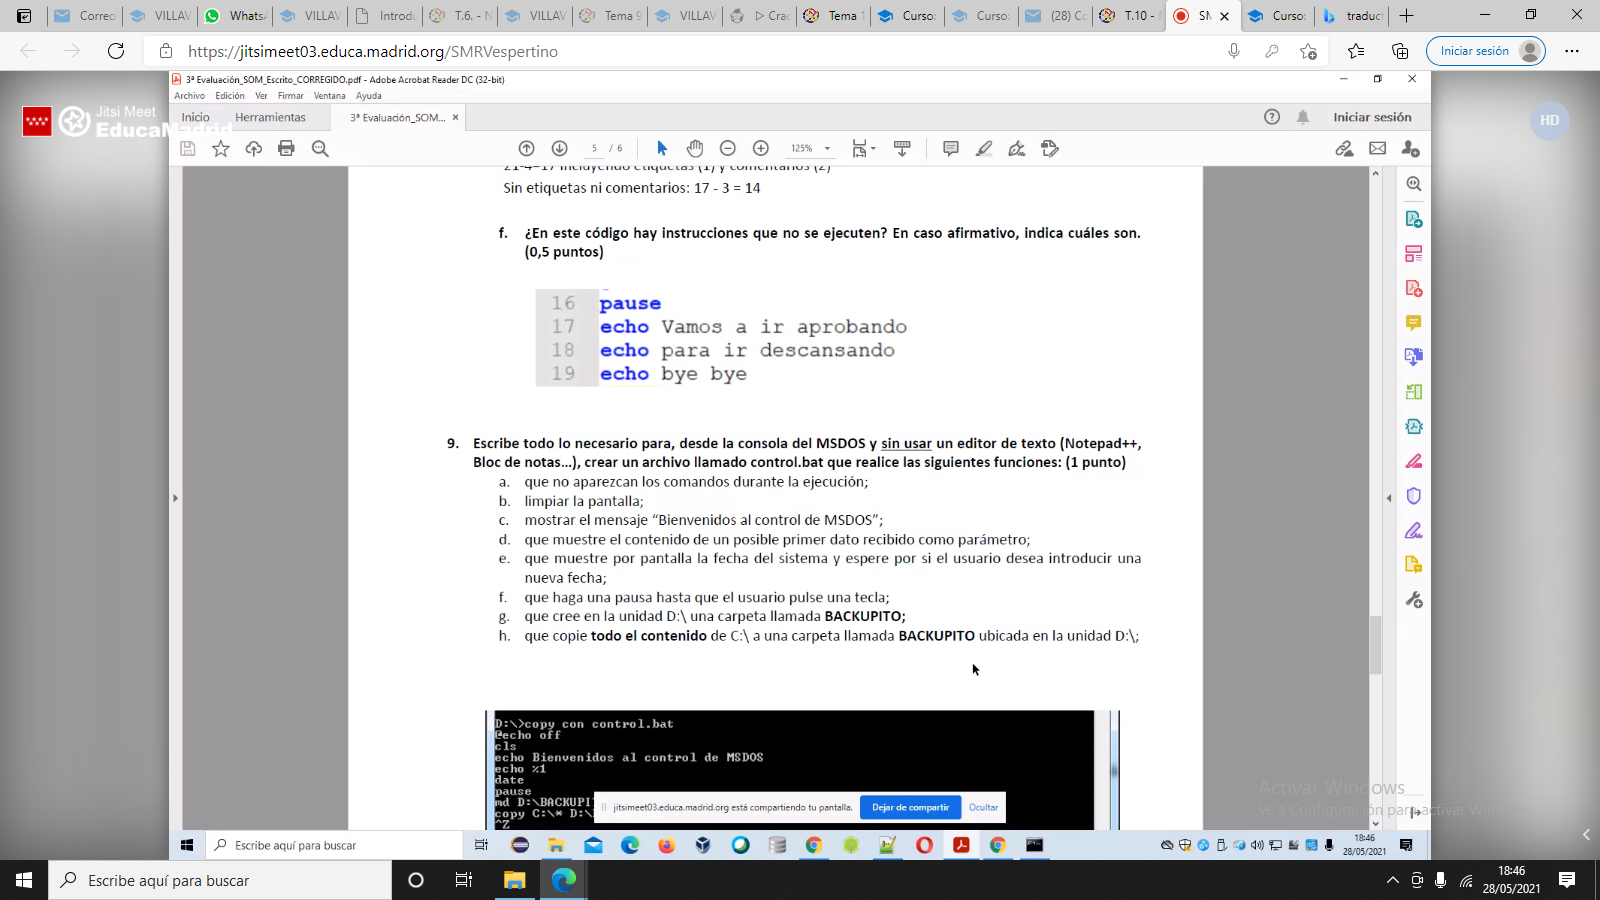 Correo
VILLAV
WhatsA
VILLAV
Introdu
T.6. - N
VILLAV
Tema 9
VILLAV
Crac
Tema 1
Curso:
Curso:
(28) Co
T.10 -
SM
Curso:
traduct
https://jitsimeet03.educa.madrid.org/SMRVespertino
Iniciar sesión
3ª Evaluación_SOM_Escrito_CORREGIDO.pdf - Adobe Acrobat Reader DC (32-bit)
Archivo Edición Ver Firmar Ventana Ayuda
Jitsi Meet
EducaMadrid
HD
Inicio Herramientas 3ª Evaluación_SOM... Iniciar sesión
5 / 6 125%
21-4=17 incluyendo etiquetas (1) y comentarios (2)
Sin etiquetas ni comentarios: 17 - 3 = 14
f. ¿En este código hay instrucciones que no se ejecuten? En caso afirmativo, indica cuáles son.
(0,5 puntos)
16 pause
17 echo Vamos a ir aprobando
18 echo para ir descansando
19 echo bye bye
9. Escribe todo lo necesario para, desde la consola del MSDOS y sin usar un editor de texto (Notepad++,
Bloc de notas...), crear un archivo llamado control.bat que realice las siguientes funciones: (1 punto)
a. que no aparezcan los comandos durante la ejecución;
b. limpiar la pantalla;
c. mostrar el mensaje “Bienvenidos al control de MSDOS”;
d. que muestre el contenido de un posible primer dato recibido como parámetro;
e. que muestre por pantalla la fecha del sistema y espere por si el usuario desea introducir una
nueva fecha;
f. que haga una pausa hasta que el usuario pulse una tecla;
g. que cree en la unidad D:\ una carpeta llamada BACKUPITO;
h. que copie todo el contenido de C:\ a una carpeta llamada BACKUPITO ubicada en la unidad D:\;
D:\>copy con control.bat
@echo off
cls
echo Bienvenidos al control de MSDOS
echo %1
date
pause
md D:\BACKUPI
copy C:\* D:\
^Z
jitsimeet03.educa.madrid.org está compartiendo tu pantalla. Dejar de compartir Ocultar
Activar Windows
Ve a Configuración para activar Windows.
Escribe aquí para buscar
18:46
28/05/2021
Escribe aquí para buscar
18:46
28/05/2021